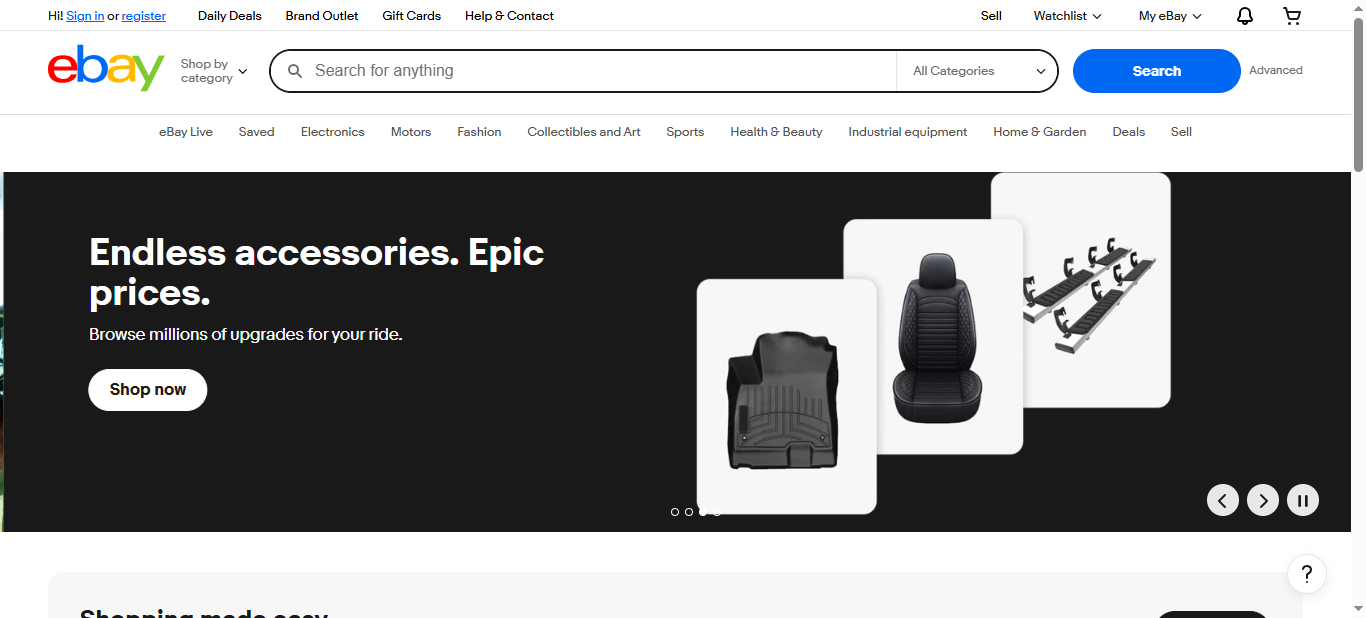 Hi! Sign in or register
Daily Deals
Brand Outlet
Gift Cards
Help & Contact
Sell
Watchlist
My eBay
ebay
Shop by
category
Search for anything
All Categories
Search
Advanced
eBay Live
Saved
Electronics
Motors
Fashion
Collectibles and Art
Sports
Health & Beauty
Industrial equipment
Home & Garden
Deals
Sell
Endless accessories. Epic
prices.
Browse millions of upgrades for your ride.
Shop now
?
Shopping made easy